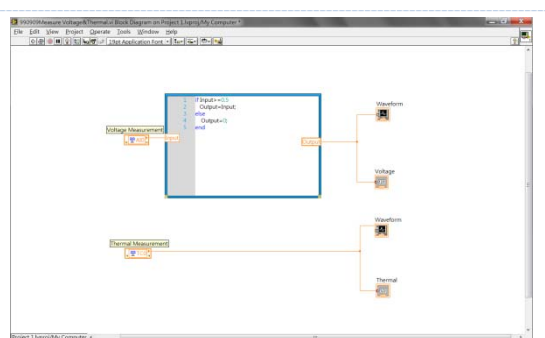 990909Measure Voltage&Thermal.vi Block Diagram on Project 1.lvproj/My Computer *
File Edit View Project Operate Tools Window Help
13pt Application Font
1 if Input>=0.5
2 Output=Input;
3 else
4 Output=0;
5 end
Waveform
Voltage Measurement
Input
Output
Voltage
Waveform
Thermal Measurement
Thermal
Project 1.lvproj/My Computer